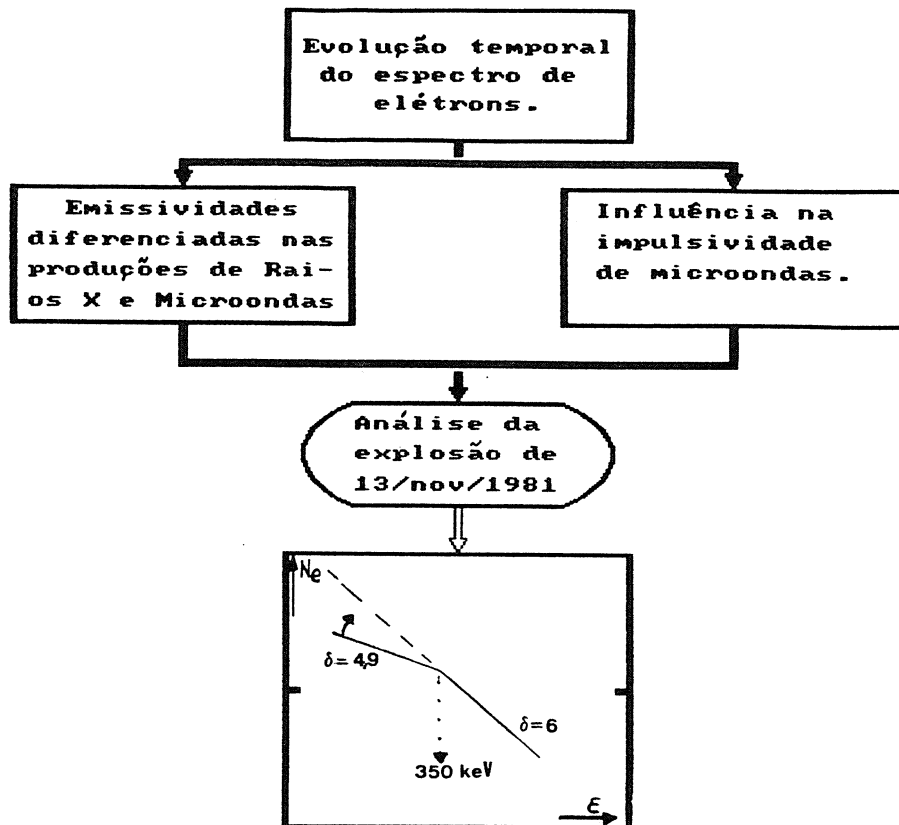 Evolução temporal
do espectro de
elétrons.
Emissividades
diferenciadas nas
produções de Rai-
os X e Microondas
Influência na
impulsividade
de microondas.
Análise da
explosão de
13/nov/1981
Ne
δ= 4,9
δ=6
350 keV
ε